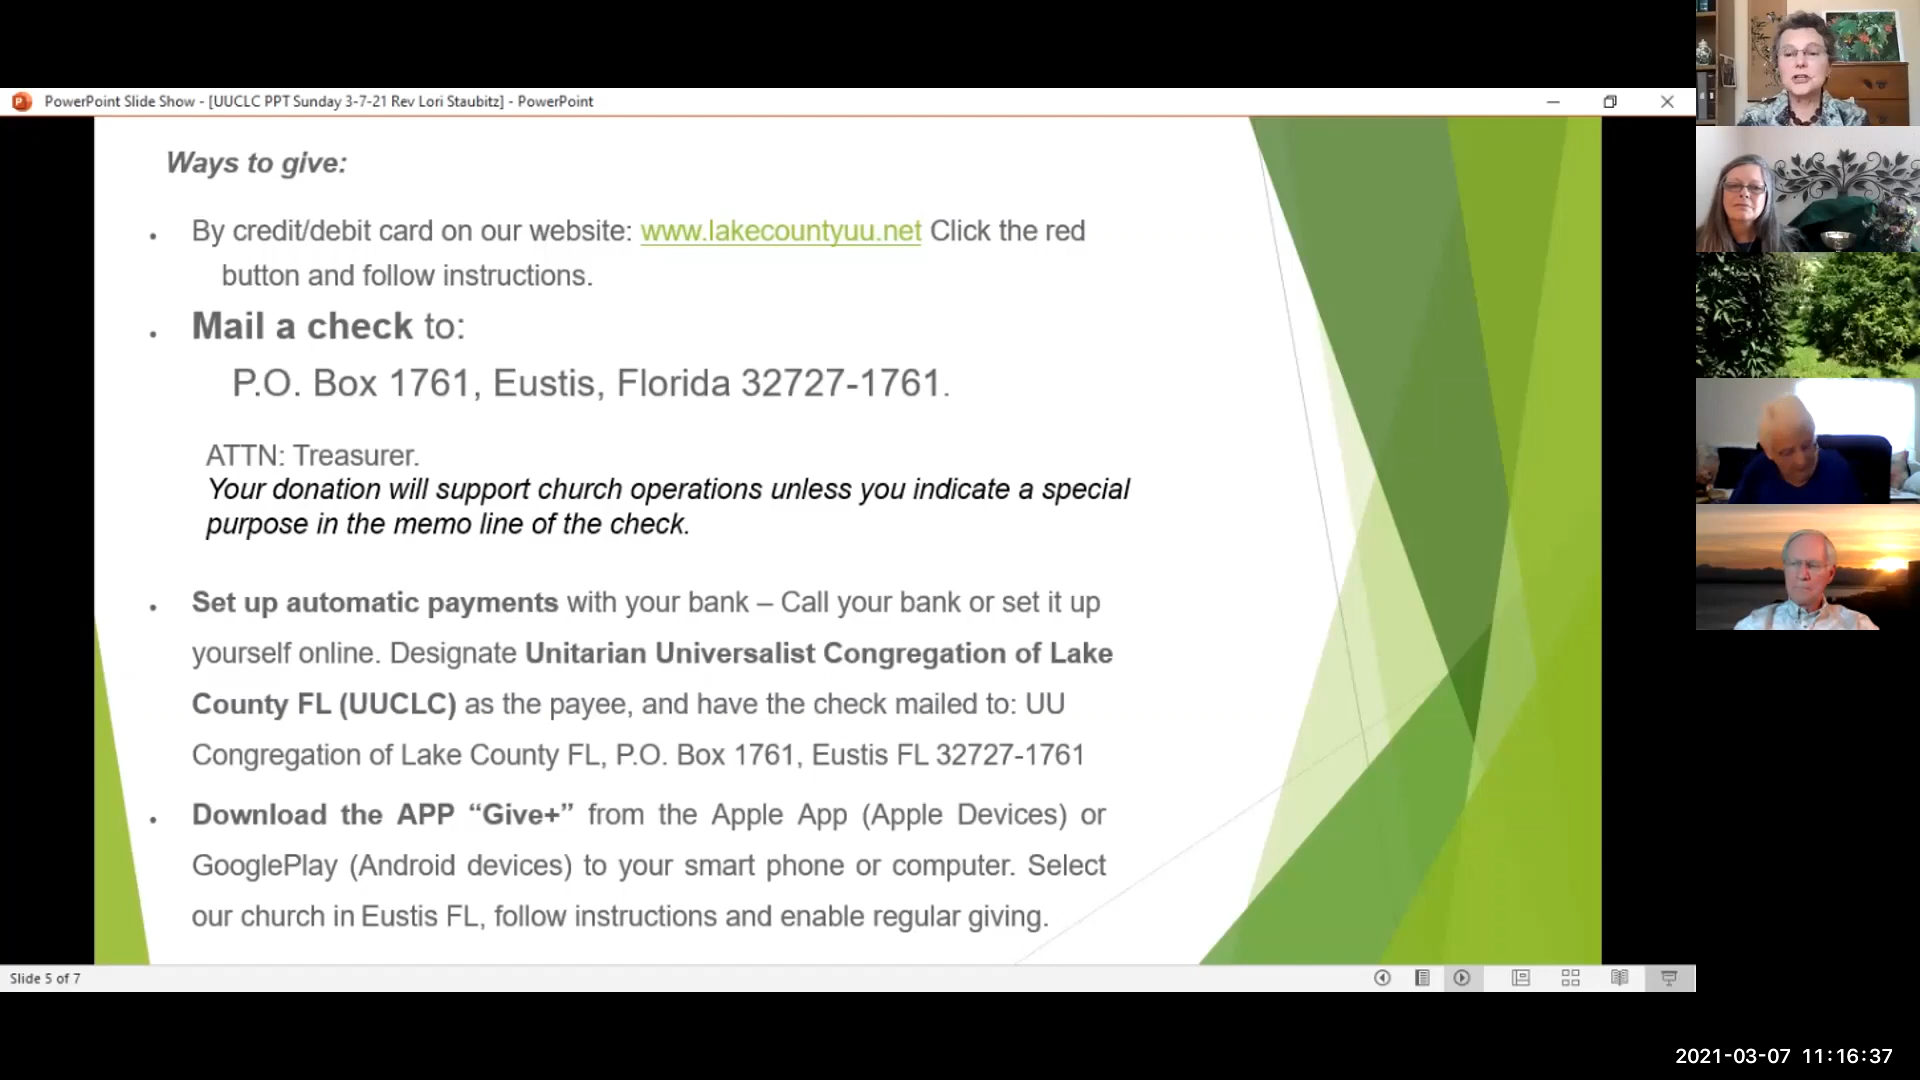 PowerPoint Slide Show - [UUCLC PPT Sunday 3-7-21 Rev Lori Staubitz] - PowerPoint
Ways to give:
By credit/debit card on our website: www.lakecountyuu.net Click the red
button and follow instructions.
Mail a check to:
P.O. Box 1761, Eustis, Florida 32727-1761.
ATTN: Treasurer.
Your donation will support church operations unless you indicate a special
purpose in the memo line of the check.
Set up automatic payments with your bank – Call your bank or set it up
yourself online. Designate Unitarian Universalist Congregation of Lake
County FL (UUCLC) as the payee, and have the check mailed to: UU
Congregation of Lake County FL, P.O. Box 1761, Eustis FL 32727-1761
Download the APP “Give+” from the Apple App (Apple Devices) or
GooglePlay (Android devices) to your smart phone or computer. Select
our church in Eustis FL, follow instructions and enable regular giving.
Slide 5 of 7
2021-03-07 11:16:37